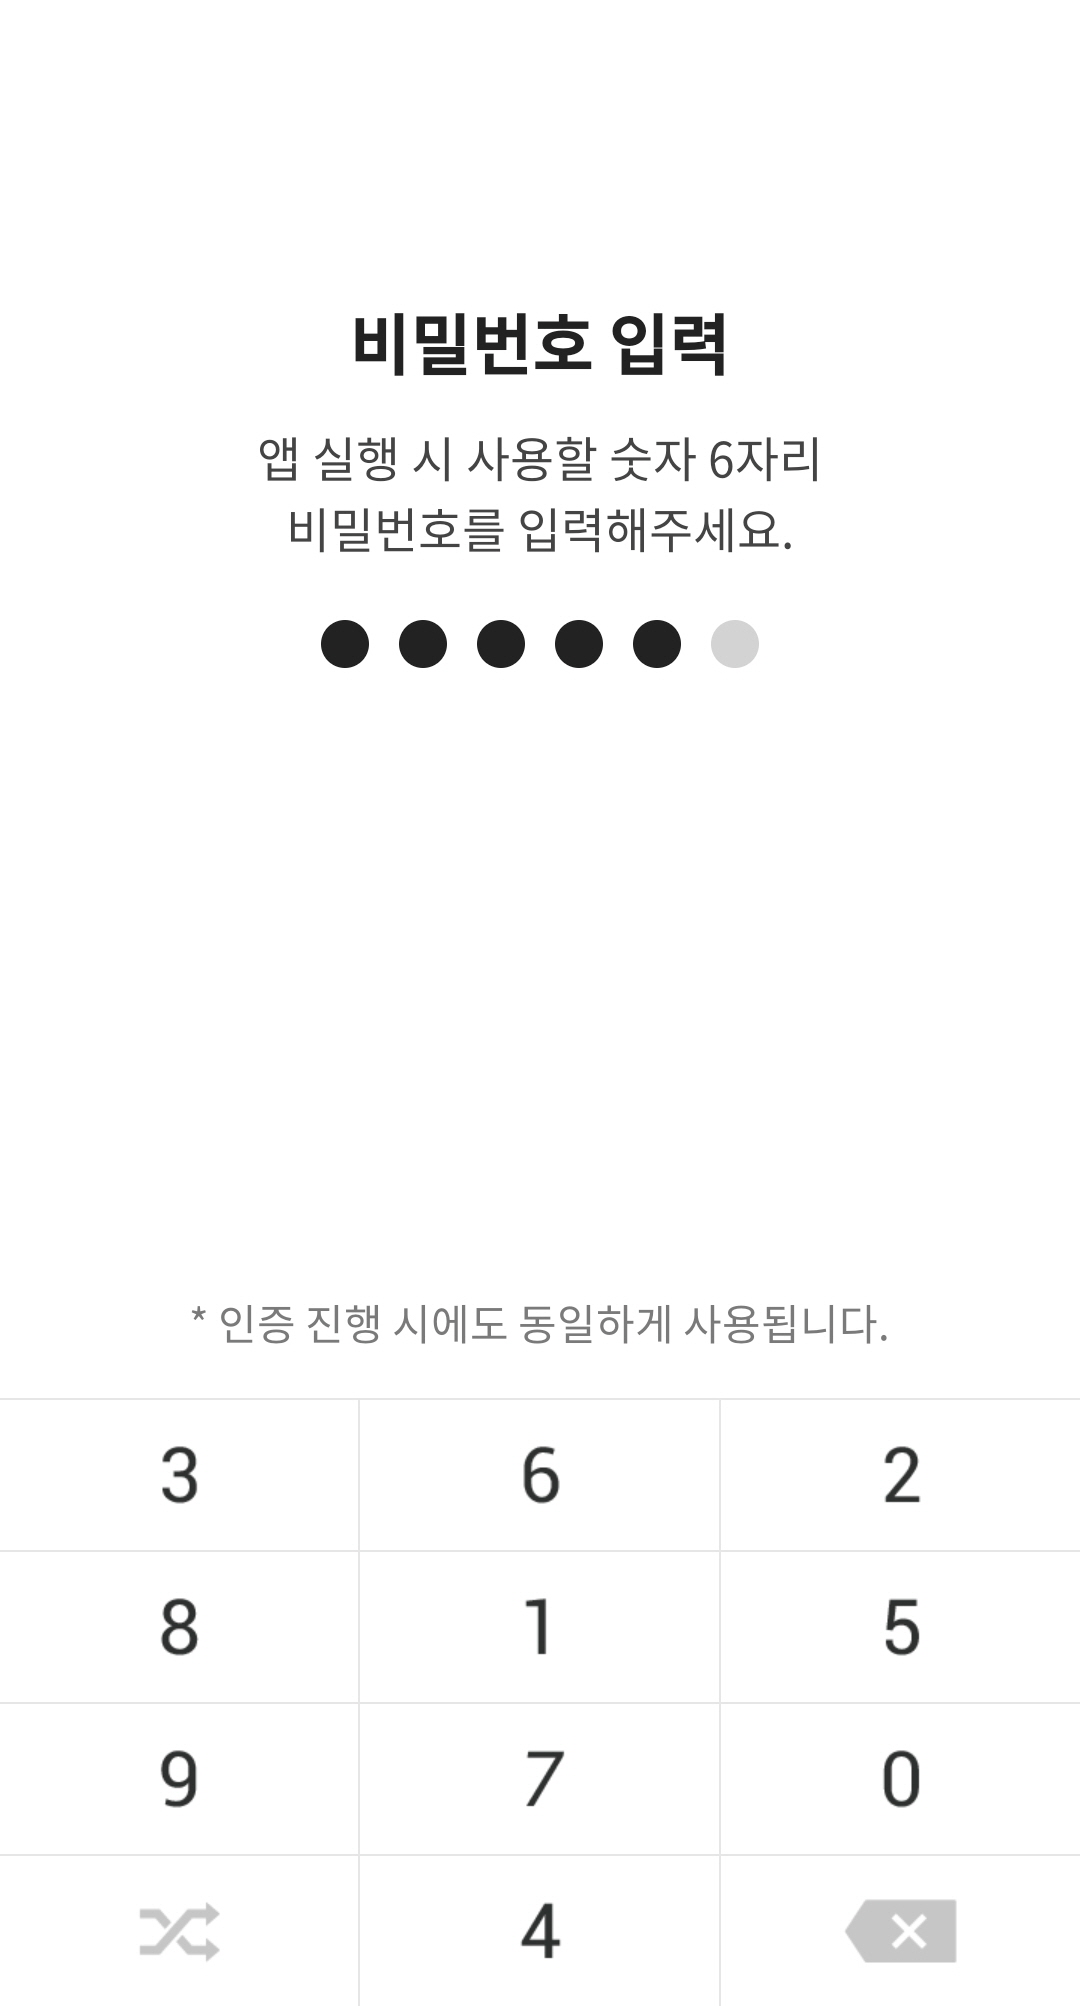 비밀번호 입력
앱 실행 시 사용할 숫자 6자리
비밀번호를 입력해주세요.
* 인증 진행 시에도 동일하게 사용됩니다.
3 6 2
8 1 5
9 7 0
4